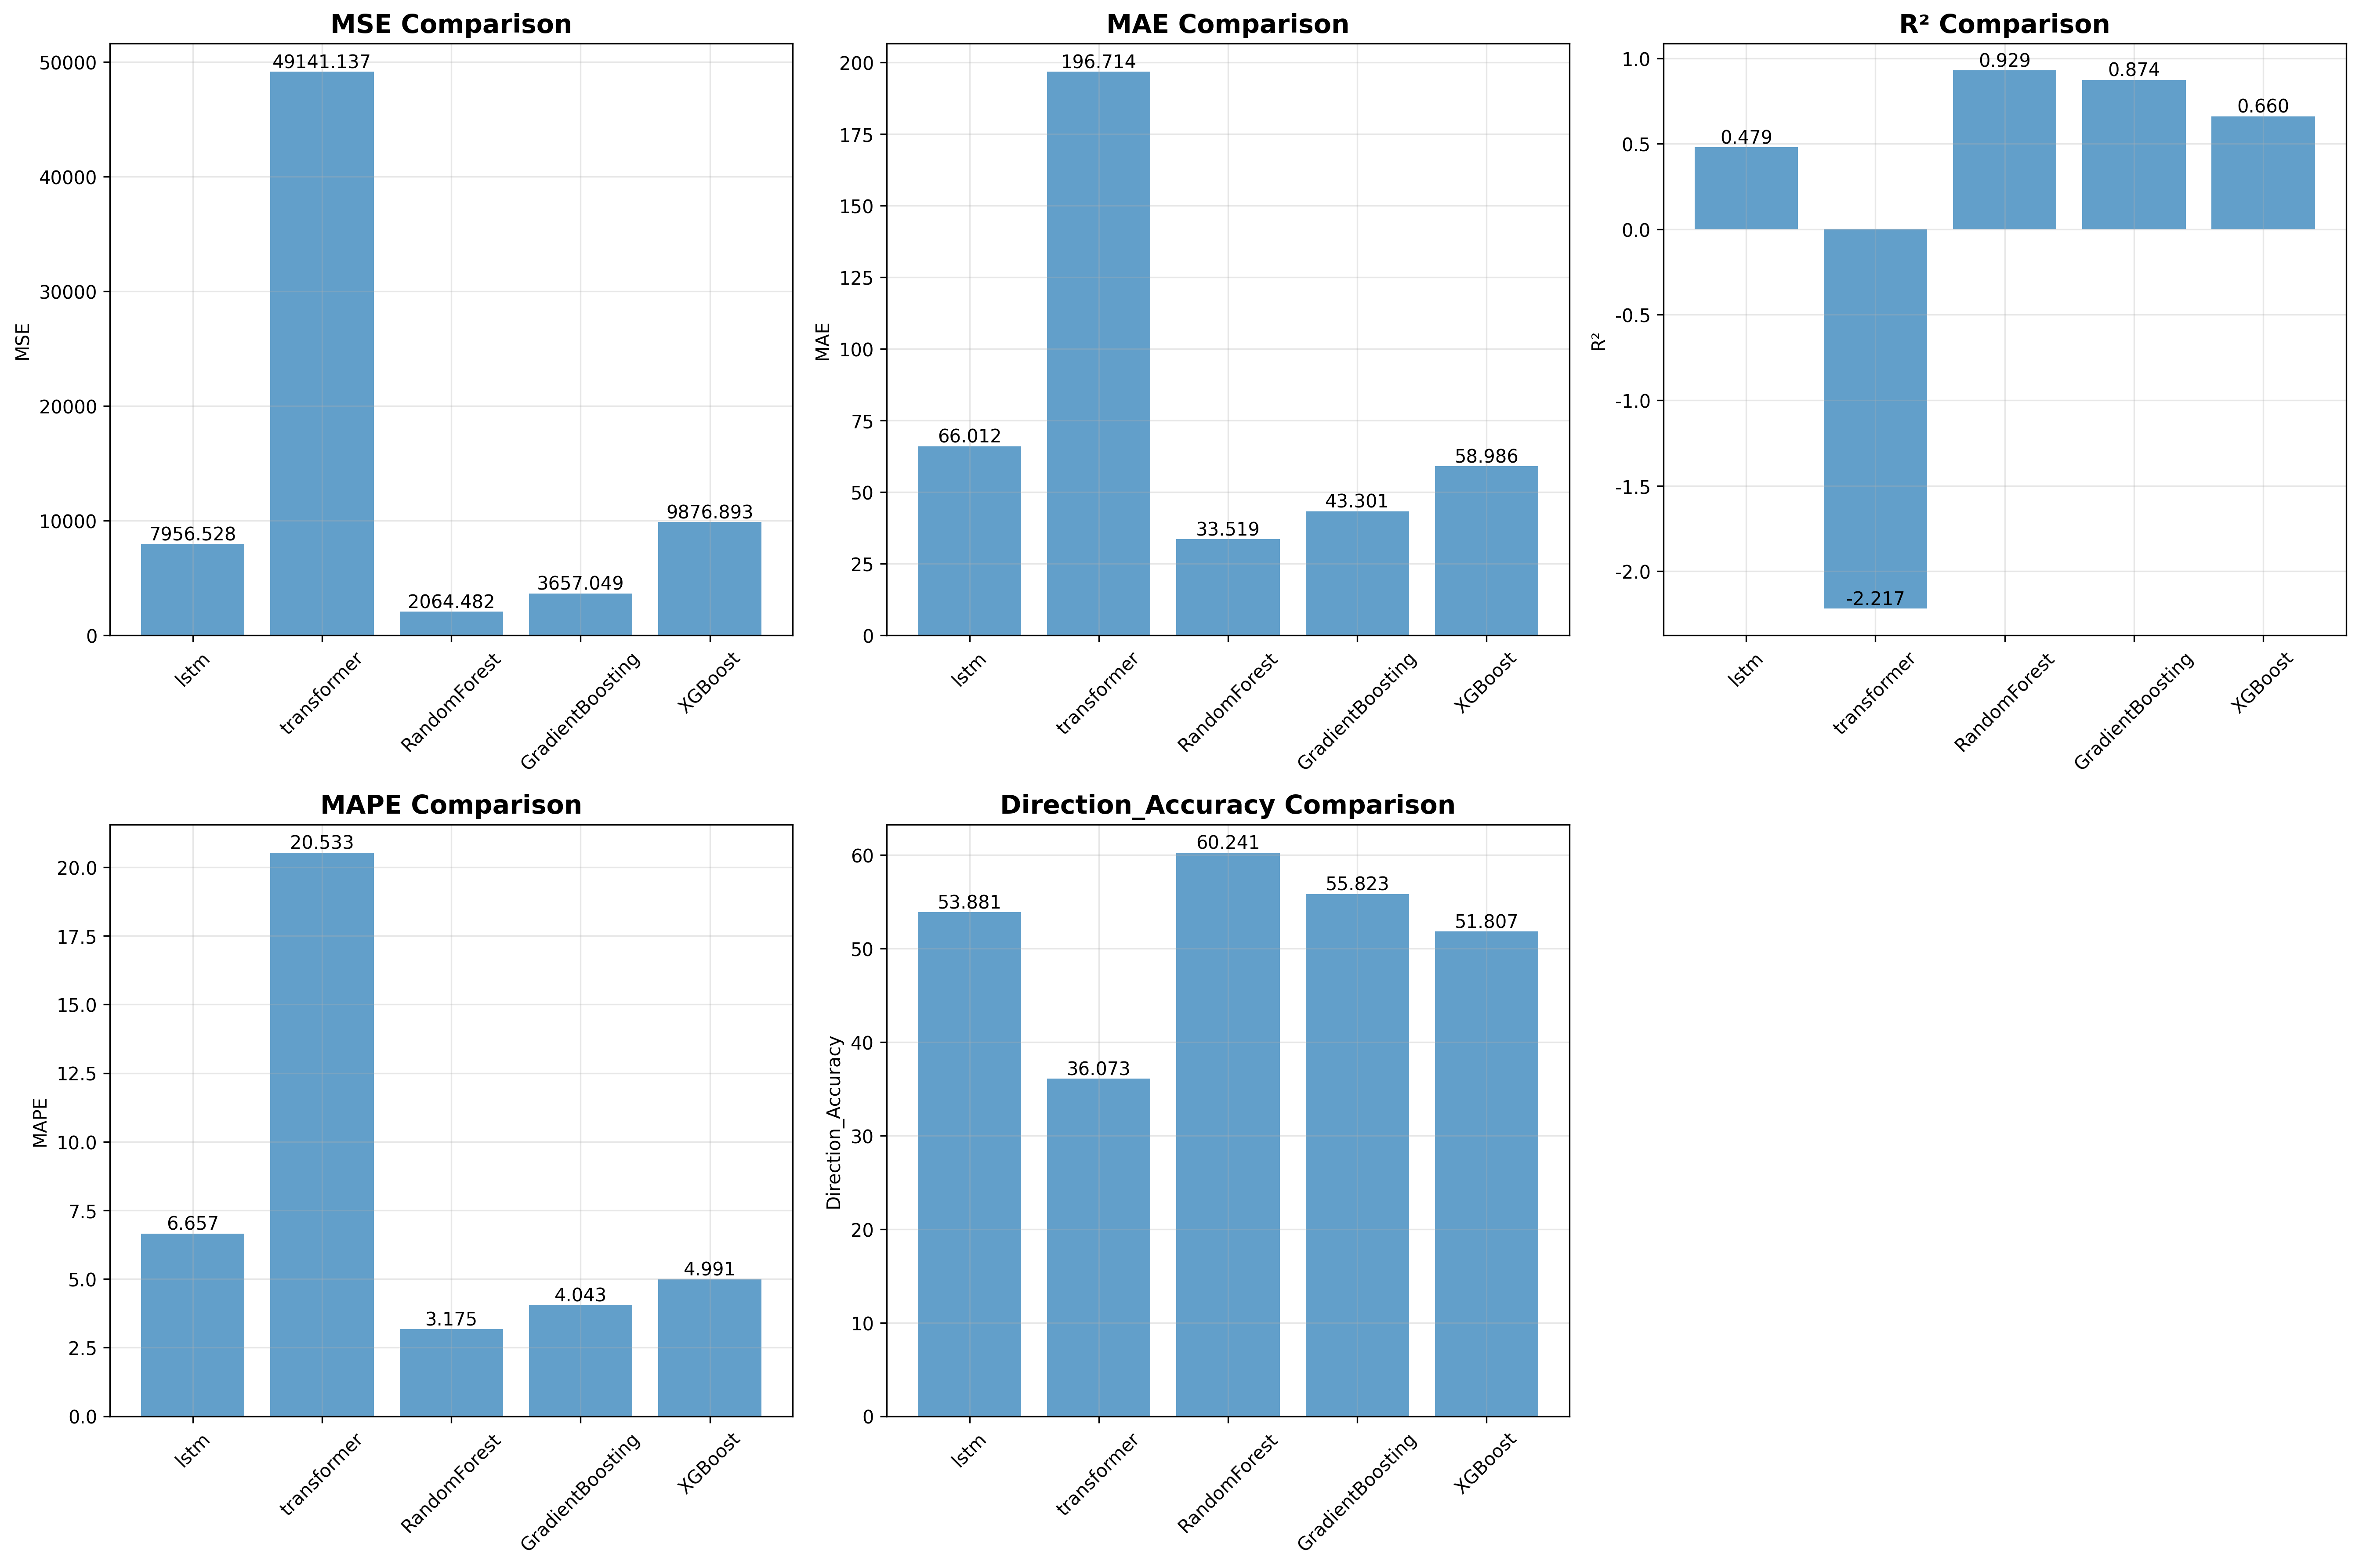 MSE Comparison
MSE
50000
40000
30000
20000
10000
0
7956.528
49141.137
2064.482
3657.049
9876.893
lstm
transformer
RandomForest
GradientBoosting
XGBoost
MAE Comparison
MAE
200
175
150
125
100
75
50
25
0
66.012
196.714
33.519
43.301
58.986
lstm
transformer
RandomForest
GradientBoosting
XGBoost
R² Comparison
R²
1.0
0.5
0.0
-0.5
-1.0
-1.5
-2.0
0.479
-2.217
0.929
0.874
0.660
lstm
transformer
RandomForest
GradientBoosting
XGBoost
MAPE Comparison
MAPE
20.0
17.5
15.0
12.5
10.0
7.5
5.0
2.5
0.0
6.657
20.533
3.175
4.043
4.991
lstm
transformer
RandomForest
GradientBoosting
XGBoost
Direction_Accuracy Comparison
Direction_Accuracy
60
50
40
30
20
10
0
53.881
36.073
60.241
55.823
51.807
lstm
transformer
RandomForest
GradientBoosting
XGBoost